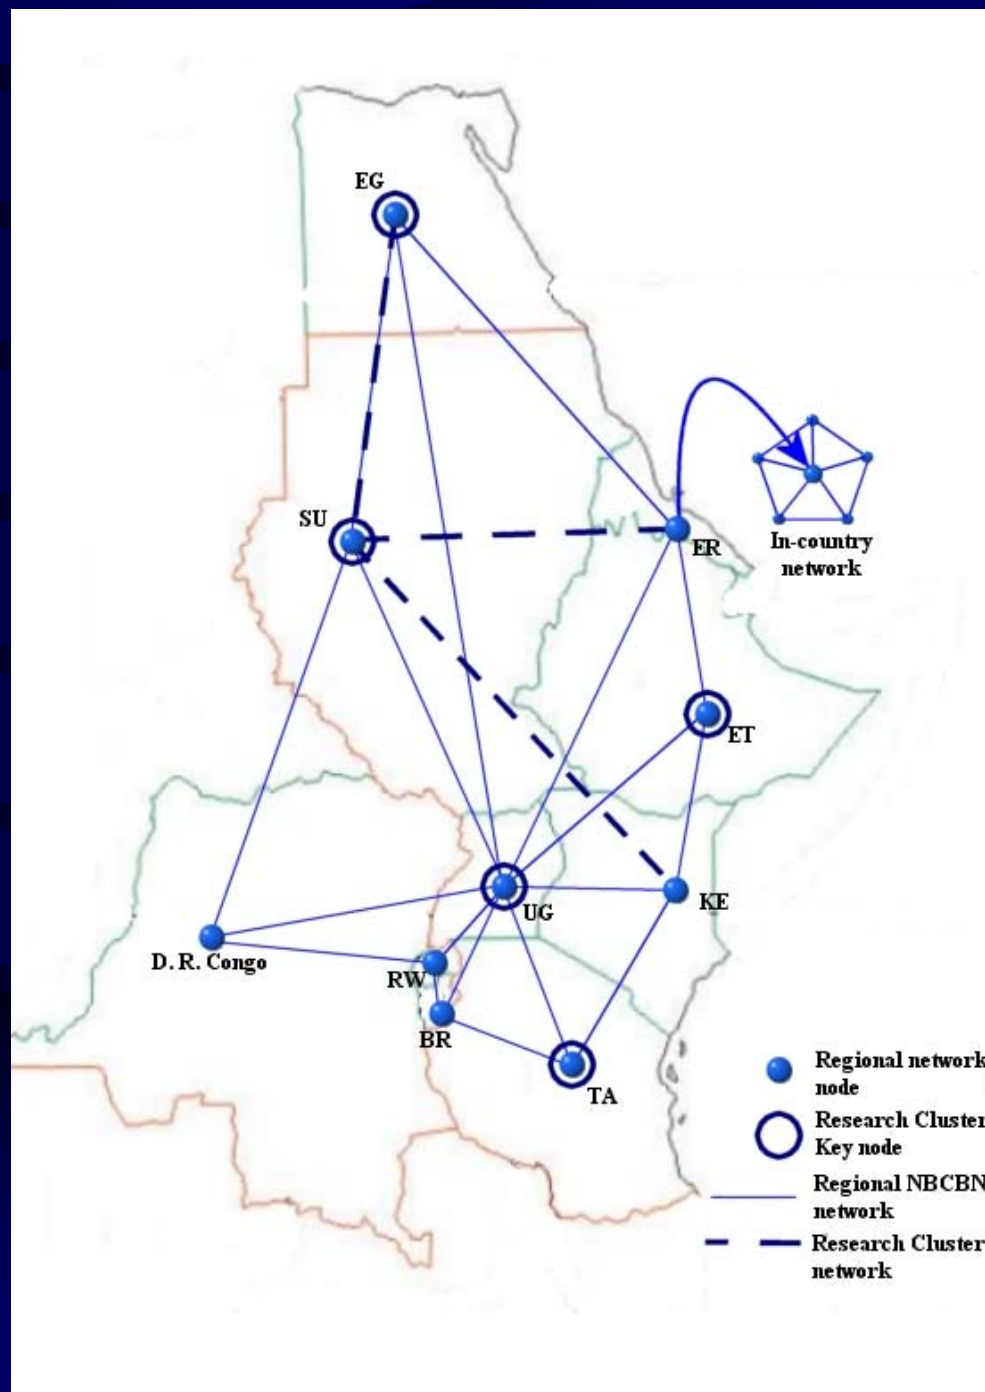 EG
SU
ER
In-country
network
ET
UG
KE
D. R. Congo
RW
BR
TA
Regional network
node
Research Cluster
Key node
Regional NBCBN
network
Research Cluster
network